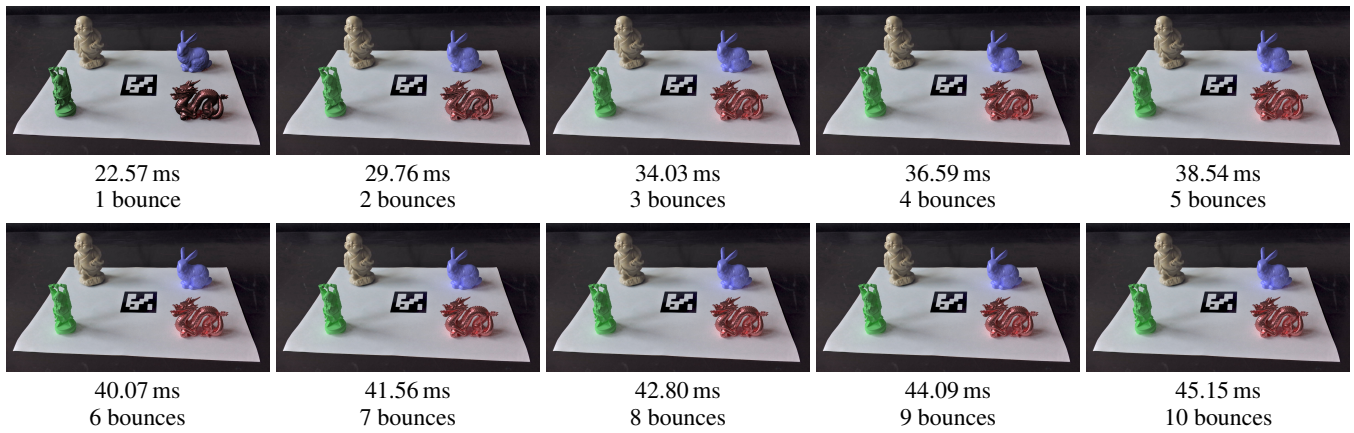 22.57 ms
1 bounce
29.76 ms
2 bounces
34.03 ms
3 bounces
36.59 ms
4 bounces
38.54 ms
5 bounces
40.07 ms
6 bounces
41.56 ms
7 bounces
42.80 ms
8 bounces
44.09 ms
9 bounces
45.15 ms
10 bounces